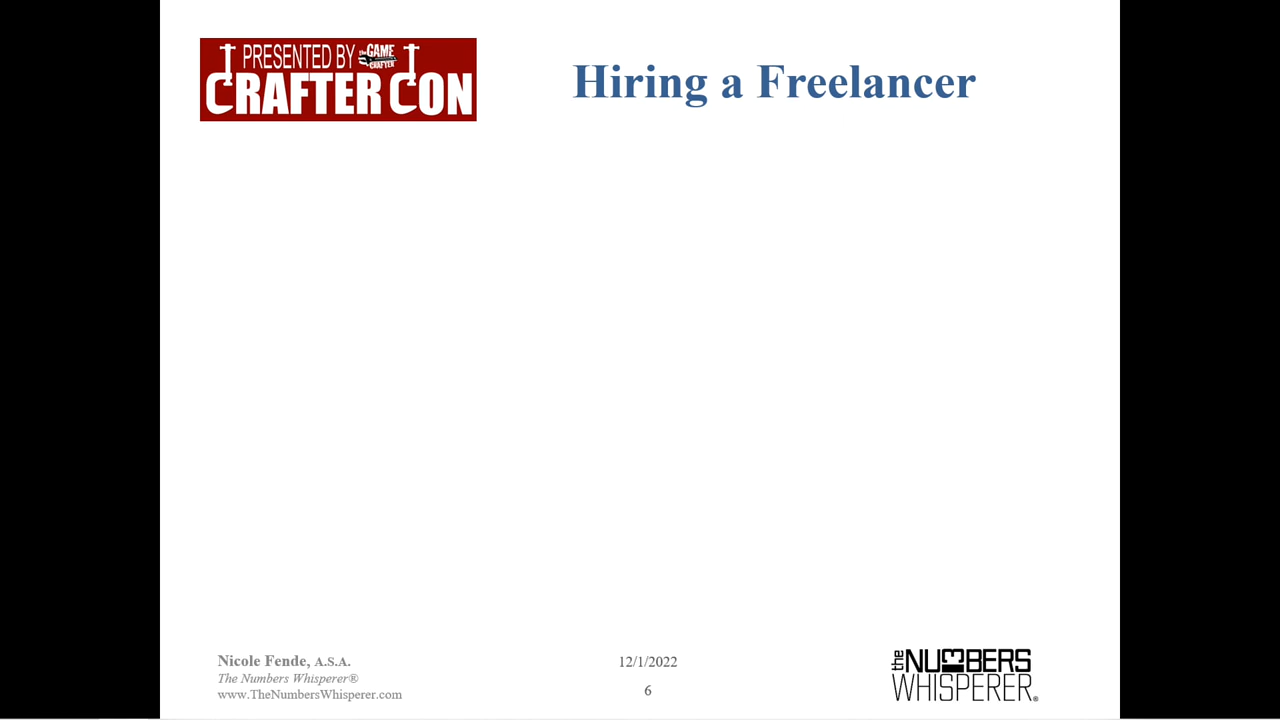 PRESENTED BY the GAME CRAFTER
CRAFTER CON
Hiring a Freelancer
Nicole Fende, A.S.A.
The Numbers Whisperer®
www.TheNumbersWhisperer.com
12/1/2022
6
the NUMBERS
WHISPERER®